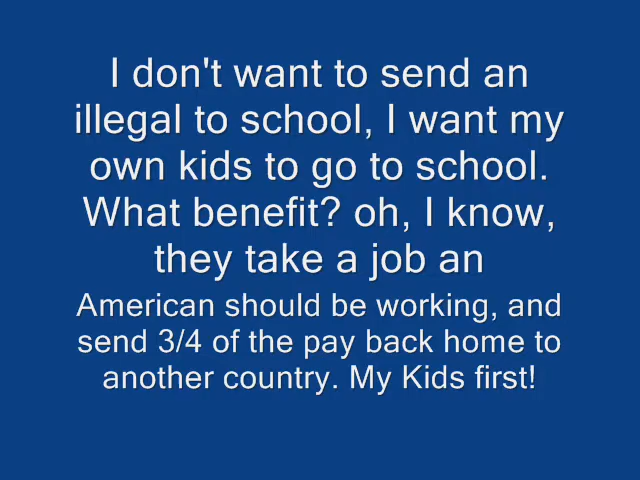 I don't want to send an
illegal to school, I want my
own kids to go to school.
What benefit? oh, I know,
they take a job an
American should be working, and
send 3/4 of the pay back home to
another country. My Kids first!